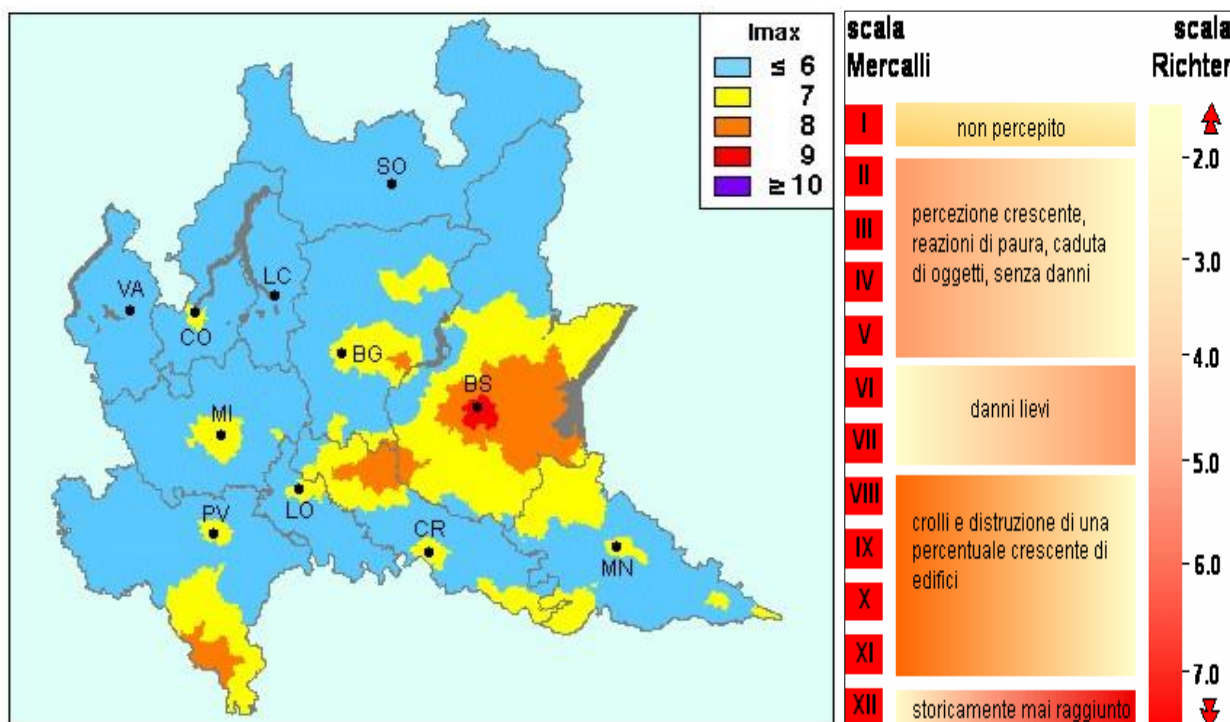 Imax
≤ 6
7
8
9
≥ 10
SO
VA
CO
LC
BG
BS
MI
LO
PV
CR
MN
scala
Mercalli
scala
Richter
I
non percepito
II
III
IV
V
percezione crescente,
reazioni di paura, caduta
di oggetti, senza danni
VI
VII
danni lievi
VIII
IX
X
XI
crolli e distruzione di una
percentuale crescente di
edifici
XII
storicamente mai raggiunto
2.0
3.0
4.0
5.0
6.0
7.0